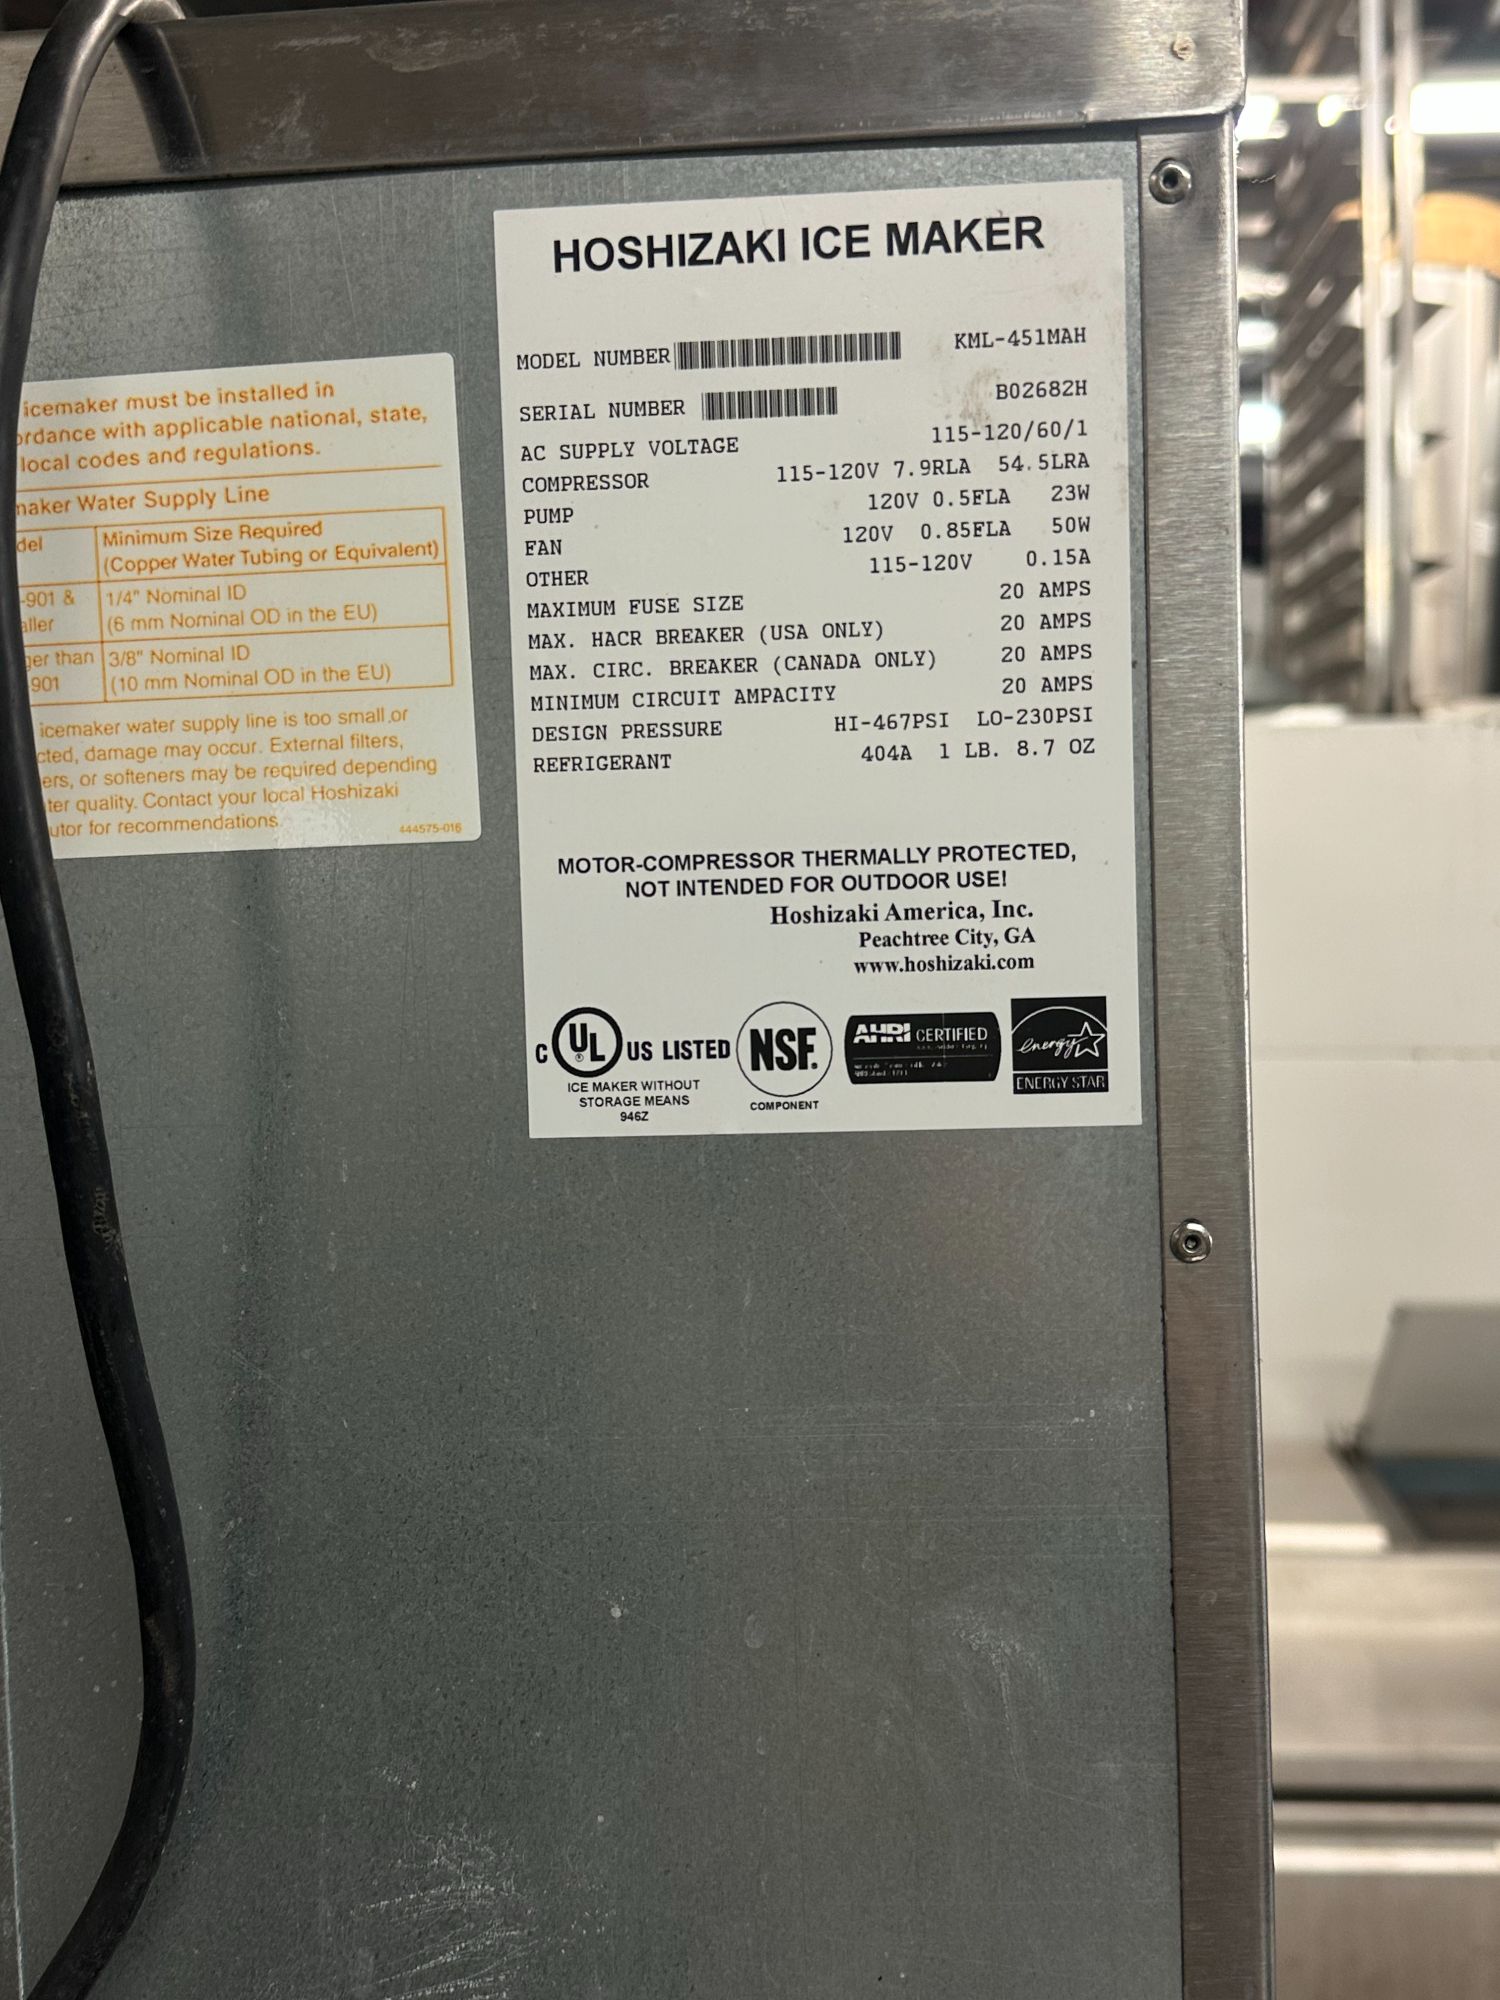 icemaker must be installed in
ordance with applicable national, state,
local codes and regulations.
maker Water Supply Line
del
Minimum Size Required
(Copper Water Tubing or Equivalent)
-901 &
aller
1/4" Nominal ID
(6 mm Nominal OD in the EU)
ger than
901
3/8" Nominal ID
(10 mm Nominal OD in the EU)
icemaker water supply line is too small or
cted, damage may occur. External filters,
ers, or softeners may be required depending
ter quality. Contact your local Hoshizaki
utor for recommendations.
444575-016
HOSHIZAKI ICE MAKER
MODEL NUMBER KML-451MAH
SERIAL NUMBER B02682H
AC SUPPLY VOLTAGE 115-120/60/1
COMPRESSOR 115-120V 7.9RLA 54.5LRA
PUMP 120V 0.5FLA 23W
FAN 120V 0.85FLA 50W
OTHER 115-120V 0.15A
MAXIMUM FUSE SIZE 20 AMPS
MAX. HACR BREAKER (USA ONLY) 20 AMPS
MAX. CIRC. BREAKER (CANADA ONLY) 20 AMPS
MINIMUM CIRCUIT AMPACITY 20 AMPS
DESIGN PRESSURE HI-467PSI LO-230PSI
REFRIGERANT 404A 1 LB. 8.7 OZ
MOTOR-COMPRESSOR THERMALLY PROTECTED,
NOT INTENDED FOR OUTDOOR USE!
Hoshizaki America, Inc.
Peachtree City, GA
www.hoshizaki.com
C UL ® US LISTED
ICE MAKER WITHOUT
STORAGE MEANS
946Z
NSF.
COMPONENT
AHRI CERTIFIED
energy
ENERGY STAR